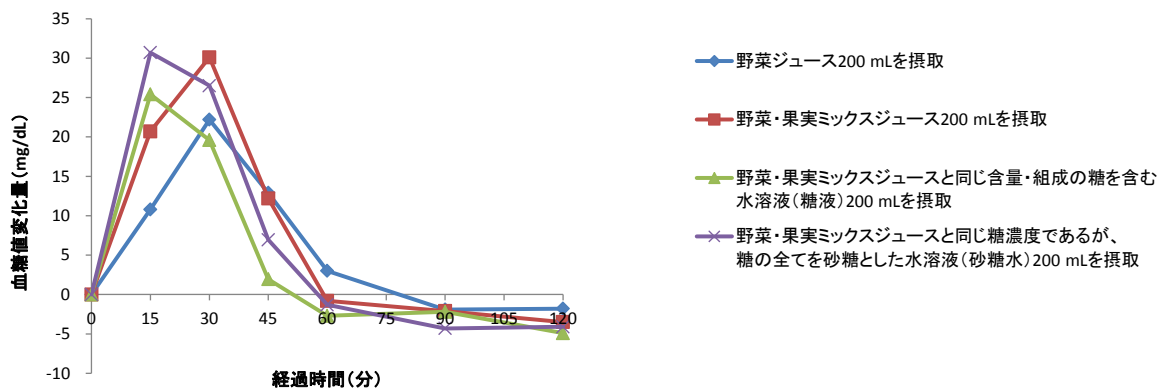 35
30
25
20
15
10
5
0
-5
-10
血糖値変化量(mg/dL)
0
15
30
45
60
75
90
105
120
経過時間(分)
野菜ジュース200 mLを摂取
野菜・果実ミックスジュース200 mLを摂取
野菜・果実ミックスジュースと同じ含量・組成の糖を含む
水溶液(糖液)200 mLを摂取
野菜・果実ミックスジュースと同じ糖濃度であるが、
糖の全てを砂糖とした水溶液(砂糖水)200 mLを摂取